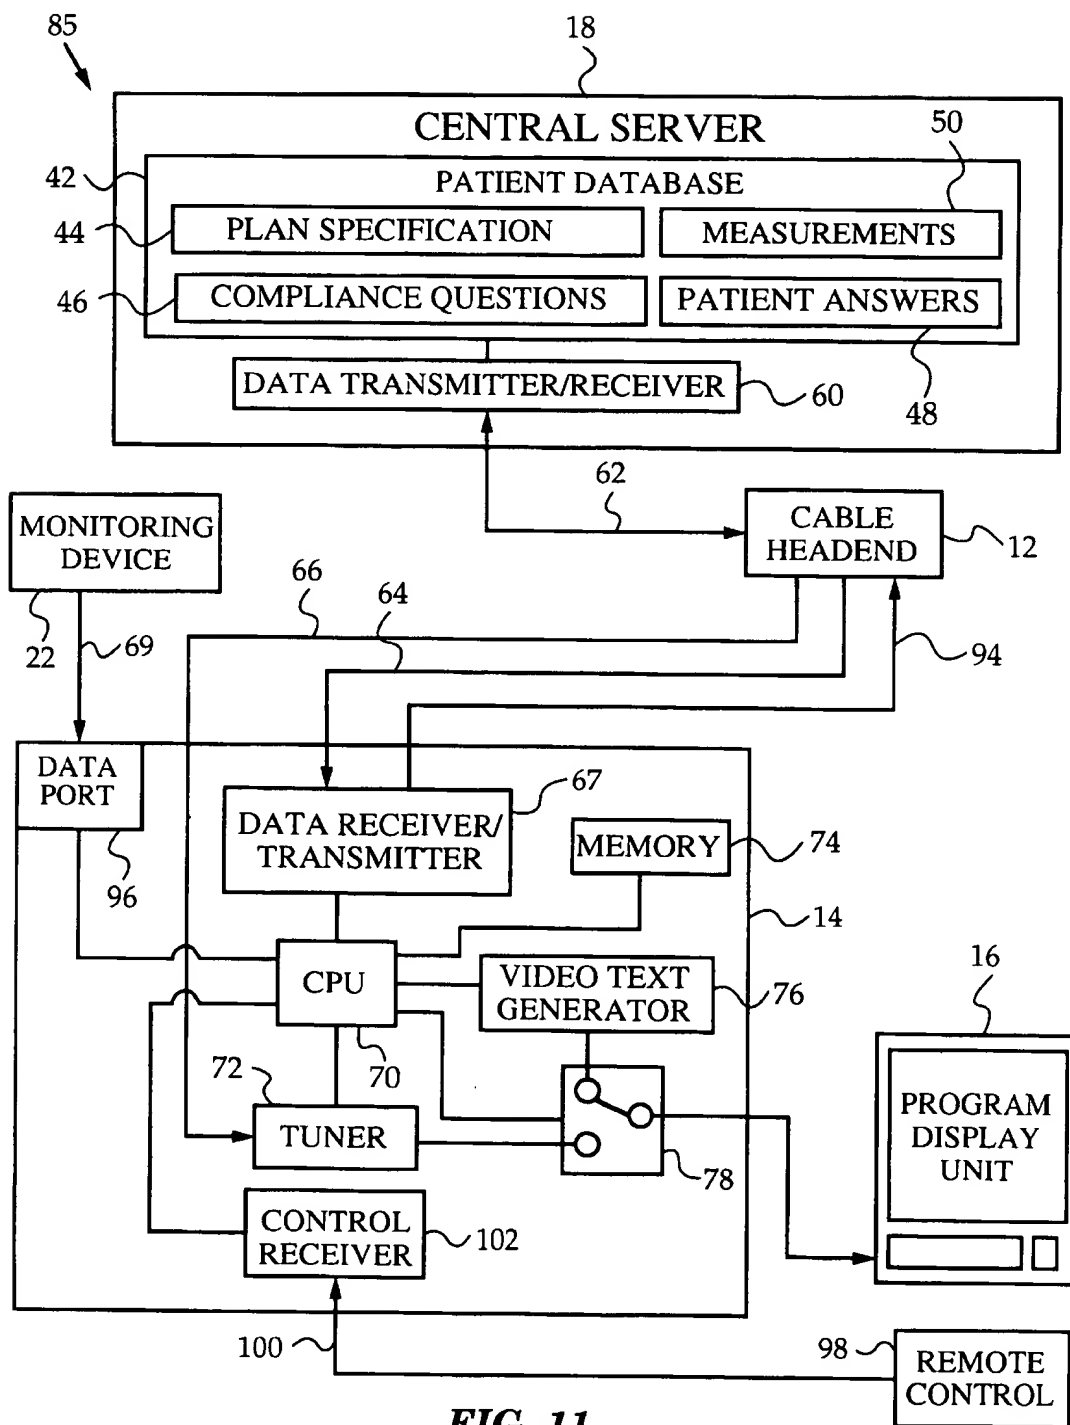 85
18
CENTRAL SERVER
50
42
PATIENT DATABASE
44
PLAN SPECIFICATION
MEASUREMENTS
46
COMPLIANCE QUESTIONS
PATIENT ANSWERS
DATA TRANSMITTER/RECEIVER
60
48
62
MONITORING
DEVICE
CABLE
HEADEND
12
66
64
22
69
94
DATA
PORT
67
DATA RECEIVER/
TRANSMITTER
MEMORY
74
96
14
CPU
VIDEO TEXT
GENERATOR
76
16
72
70
PROGRAM
DISPLAY
UNIT
TUNER
78
CONTROL
RECEIVER
102
100
98
REMOTE
CONTROL
FIG. 11